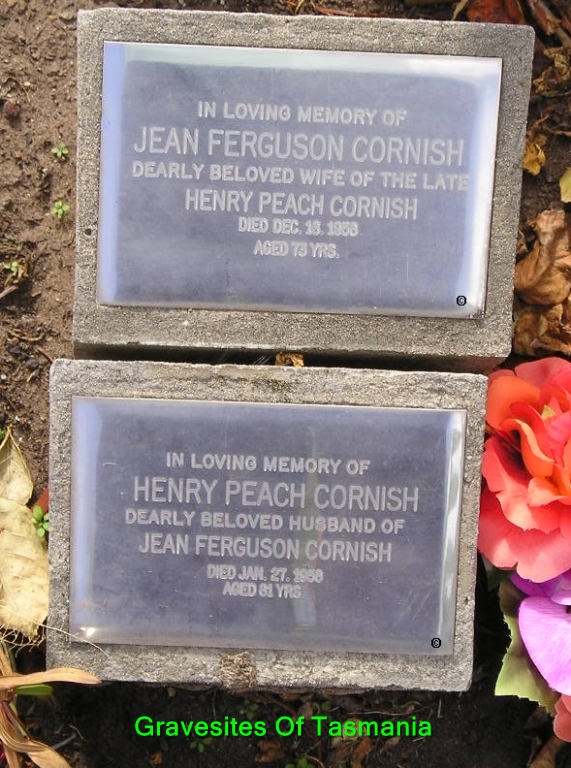 IN LOVING MEMORY OF
JEAN FERGUSON CORNISH
DEARLY BELOVED WIFE OF THE LATE
HENRY PEACH CORNISH
DIED DEC. 1958
AGED 73 YRS.
©
IN LOVING MEMORY OF
HENRY PEACH CORNISH
DEARLY BELOVED HUSBAND OF
JEAN FERGUSON CORNISH
DIED JAN. 27. 1958
AGED 81 YRS
©
Gravesites Of Tasmania